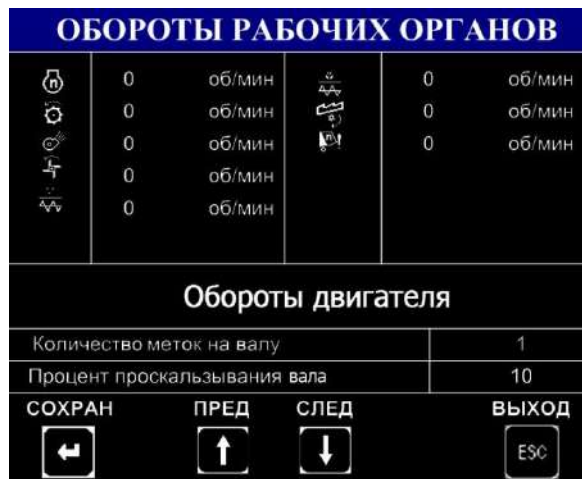 ОБОРОТЫ РАБОЧИХ ОРГАНОВ
n 0 об/мин 0 об/мин
0 об/мин 0 об/мин
0 об/мин n! 0 об/мин
0 об/мин
0 об/мин
Обороты двигателя
Количество меток на валу 1
Процент проскальзывания вала 10
СОХРАН ПРЕД СЛЕД ВЫХОД
ESC